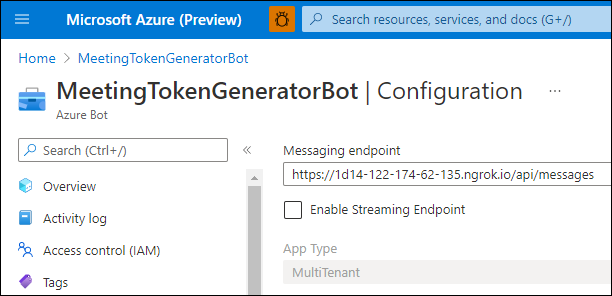 Microsoft Azure (Preview)
Search resources, services, and docs (G+/)
Home > MeetingTokenGeneratorBot >
MeetingTokenGeneratorBot | Configuration ...
Azure Bot
Search (Ctrl+/)
«
Overview
Activity log
Access control (IAM)
Tags
Messaging endpoint
https://1d14-122-174-62-135.ngrok.io/api/messages
Enable Streaming Endpoint
App Type
MultiTenant